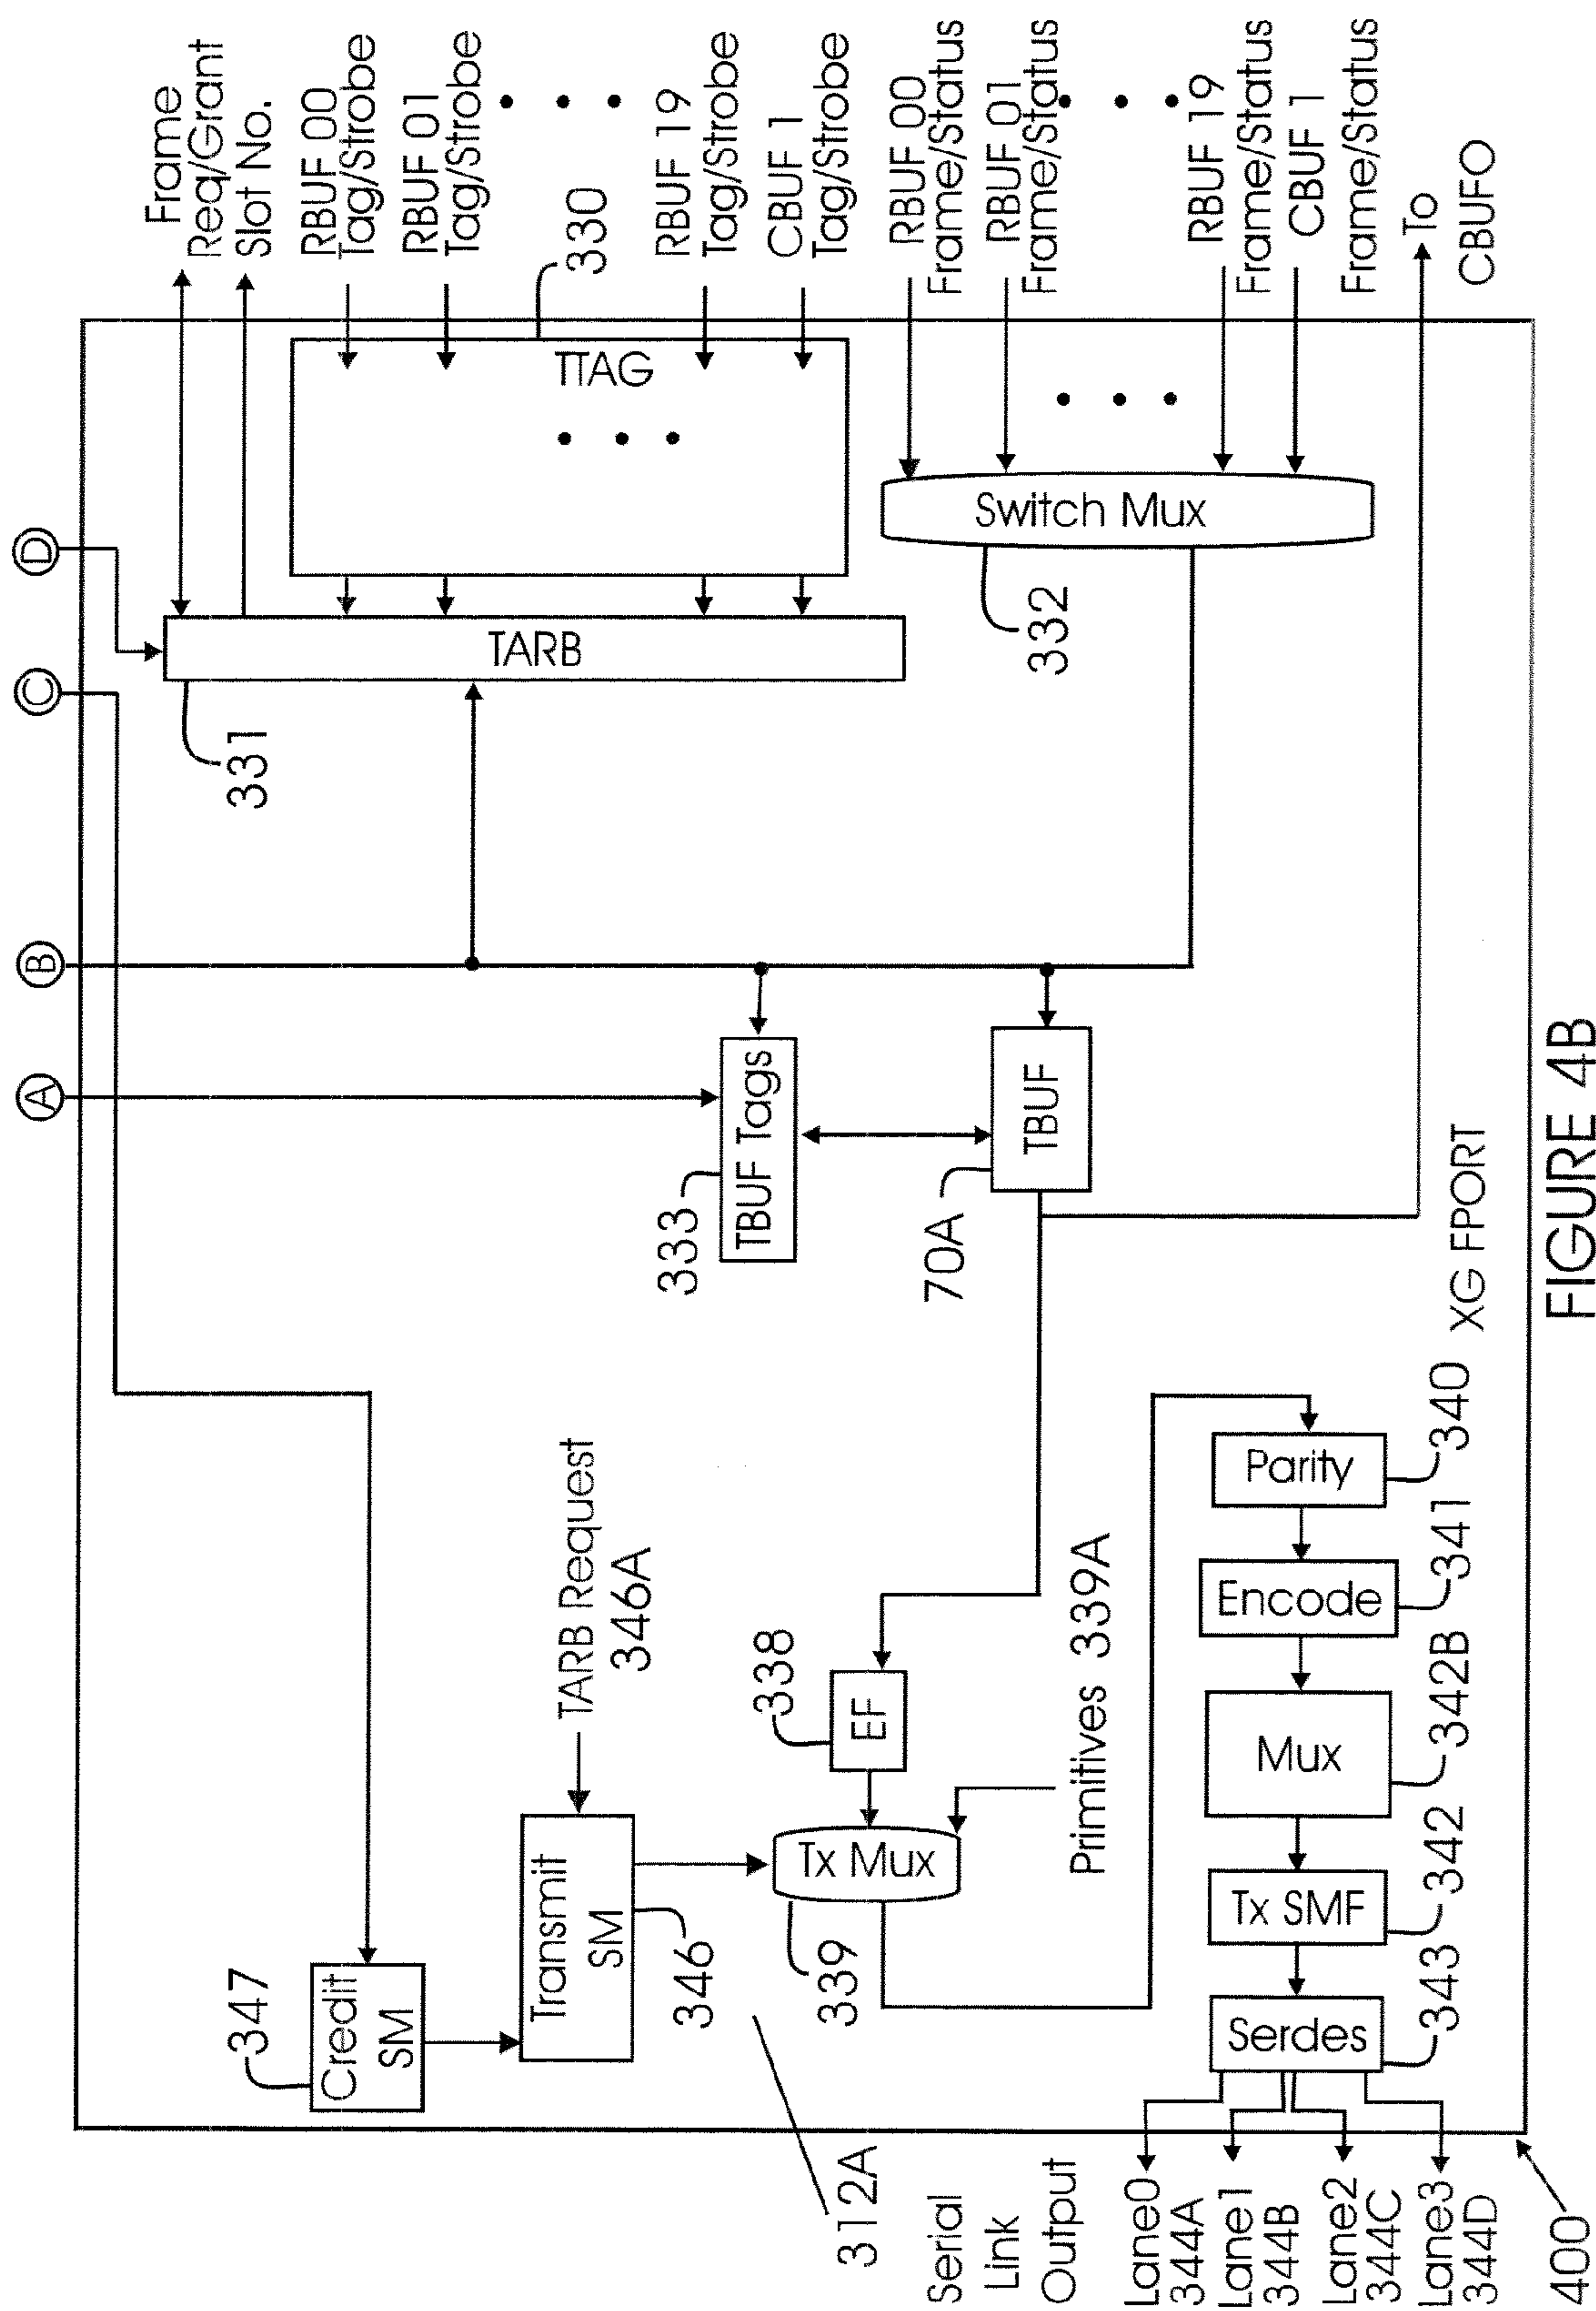 Frame
Req/Grant
Slot No.
RBUF 00
Tag/Strobe
RBUF 01
Tag/Strobe
RBUF 19
Tag/Strobe
CBUF 1
Tag/Strobe
330
RBUF 00
Frame/Status
RBUF 01
Frame/Status
RBUF 19
Frame/Status
CBUF 1
Frame/Status
To
CBUFO
D
C
B
A
TTAG
TARB
331
Switch Mux
332
TBUF Tags
333
TBUF
70A
XG FPORT
TARB Request
346A
Credit
SM
347
Transmit
SM
346
EF
338
Tx Mux
339
Primitives 339A
312A
Parity
340
Encode
341
Mux
342B
Tx SMF
342
Serdes
343
Serial
Link
Output
Lane0
344A
Lane1
344B
Lane2
344C
Lane3
344D
400
FIGURE 4B